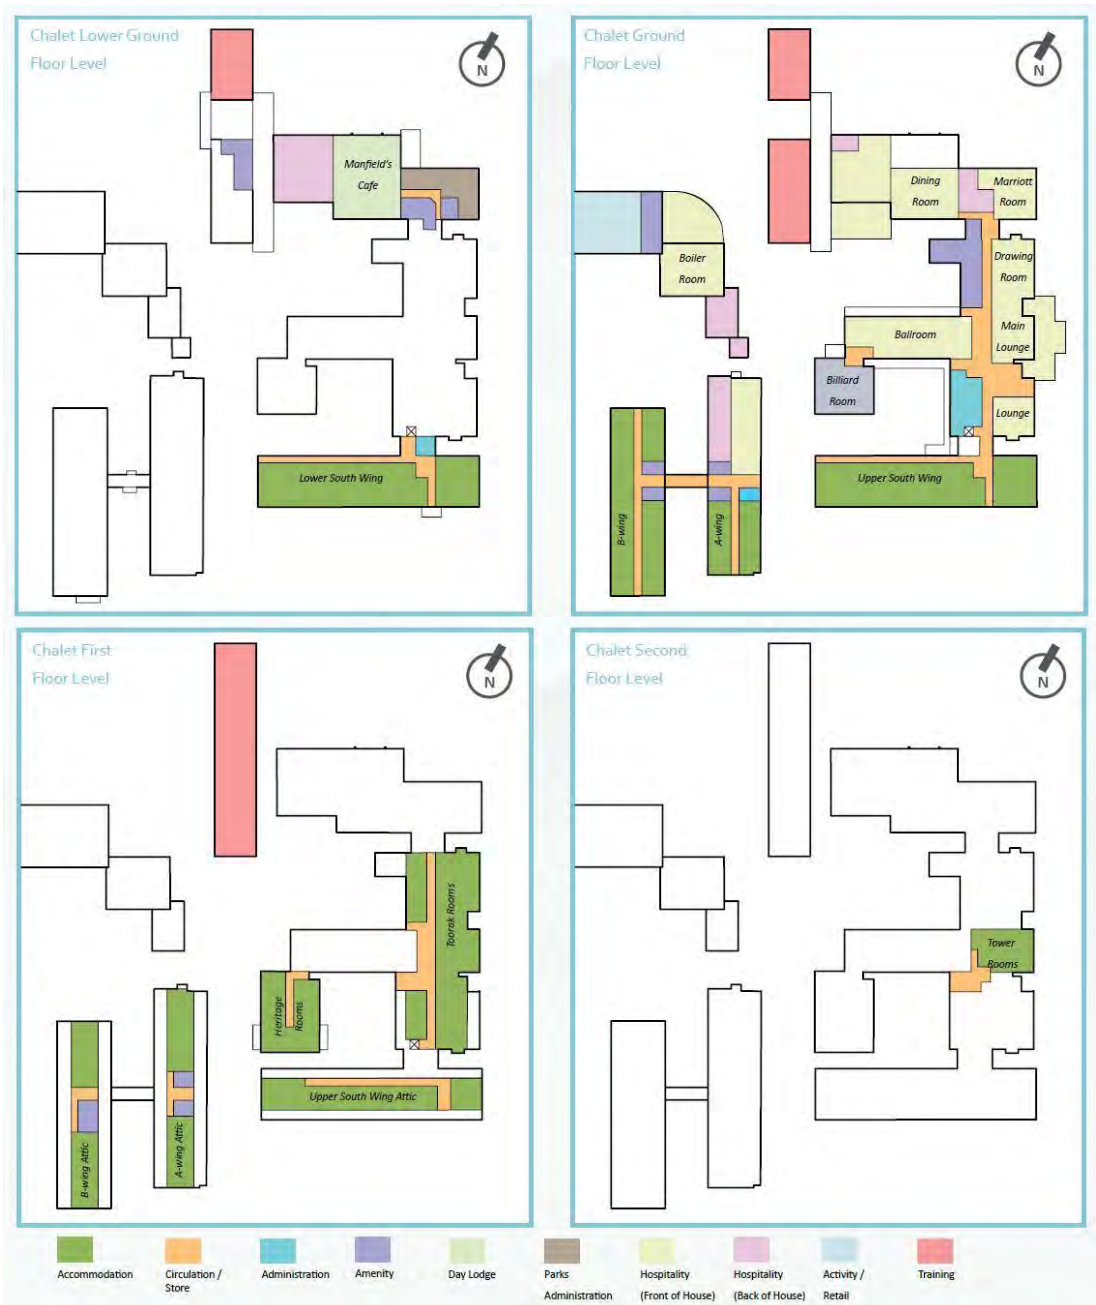 Chalet Lower Ground
Floor Level
N
Manfield's
Cafe
Lower South Wing
Chalet Ground
Floor Level
N
Dining
Room
Marriott
Room
Boiler
Room
Drawing
Room
Main
Lounge
Ballroom
Billiard
Room
Lounge
B-wing
A-wing
Upper South Wing
Chalet First
Floor Level
N
Toorak Rooms
Heritage
Rooms
Upper South Wing Attic
B-wing Attic
A-wing Attic
Chalet Second
Floor Level
N
Tower
Rooms
Accommodation
Circulation /
Store
Administration
Amenity
Day Lodge
Parks
Administration
Hospitality
(Front of House)
Hospitality
(Back of House)
Activity /
Retail
Training